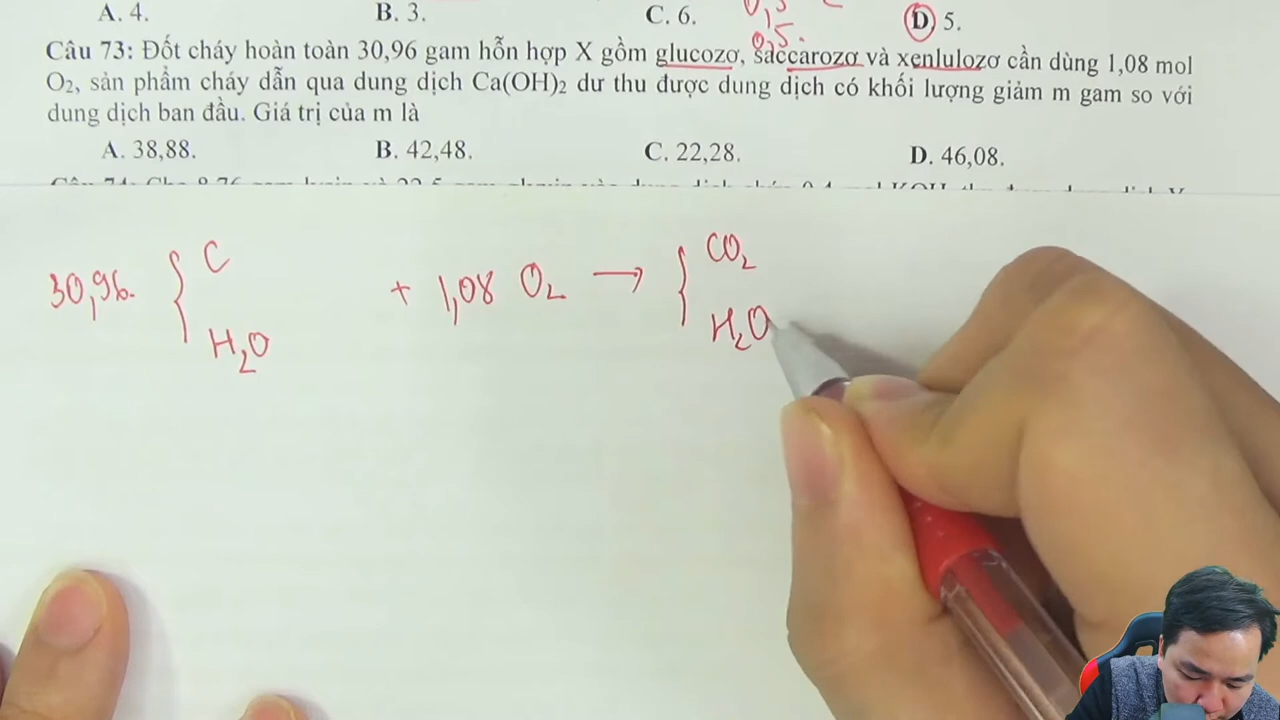 A. 4. B. 3. C. 6. D 5.
0,5.
Câu 73: Đốt cháy hoàn toàn 30,96 gam hỗn hợp X gồm glucozơ, saccarozơ và xenlulozơ cần dùng 1,08 mol
O2, sản phẩm cháy dẫn qua dung dịch Ca(OH)2 dư thu được dung dịch có khối lượng giảm m gam so với
dung dịch ban đầu. Giá trị của m là
A. 38,88. B. 42,48. C. 22,28. D. 46,08.
30,96. { C + 1,08 O2 → { CO2
H2O H2O